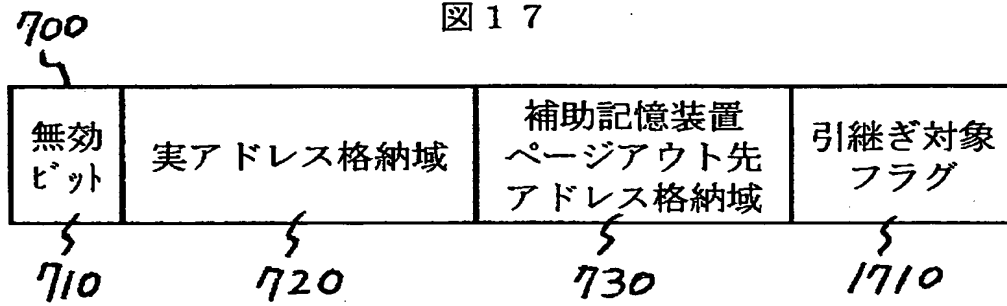 図17
700
無効
ビット
実アドレス格納域
補助記憶装置
ページアウト先
アドレス格納域
引継ぎ対象
フラグ
710
720
730
1710